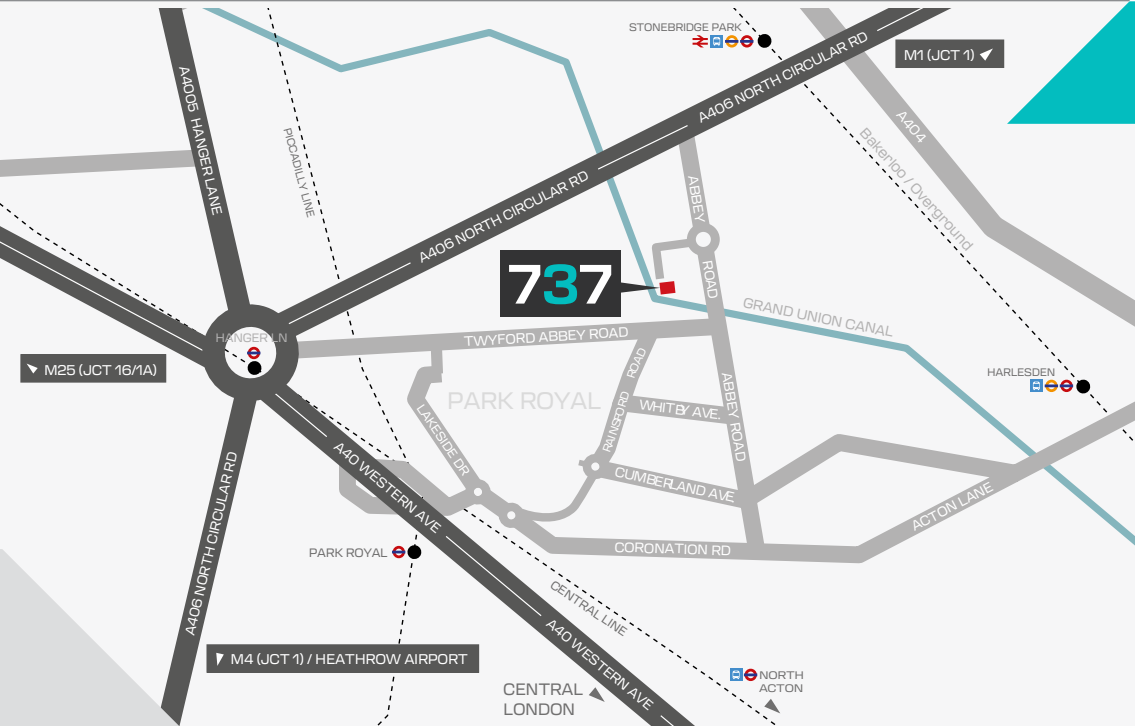 STONEBRIDGE PARK
M1 (JCT 1)
A4005 HANGER LANE
PICCADILLY LINE
A406 NORTH CIRCULAR RD
A406 NORTH CIRCULAR RD
A404
Bakerloo / Overground
ABBEY
ROAD
737
GRAND UNION CANAL
HANGER LN
TWYFORD ABBEY ROAD
M25 (JCT 16/1A)
PARK ROYAL
RAINSFORD ROAD
WHITBY AVE.
ABBEY ROAD
HARLESDEN
LAKESIDE DR
CUMBERLAND AVE
A40 WESTERN AVE
A406 NORTH CIRCULAR RD
ACTON LANE
CORONATION RD
PARK ROYAL
CENTRAL LINE
A40 WESTERN AVE
M4 (JCT 1) / HEATHROW AIRPORT
CENTRAL
LONDON
NORTH
ACTON